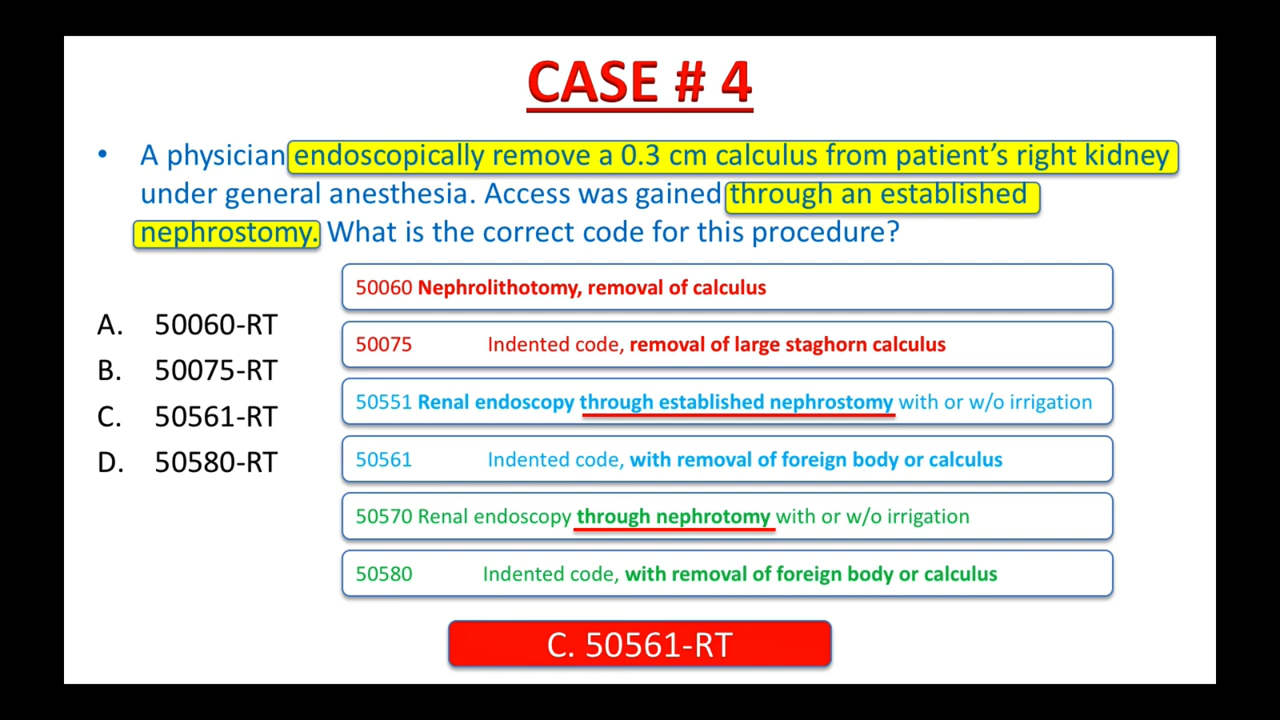 CASE # 4
• A physician endoscopically remove a 0.3 cm calculus from patient’s right kidney
under general anesthesia. Access was gained through an established
nephrostomy. What is the correct code for this procedure?
A. 50060-RT
B. 50075-RT
C. 50561-RT
D. 50580-RT
50060 Nephrolithotomy, removal of calculus
50075 Indented code, removal of large staghorn calculus
50551 Renal endoscopy through established nephrostomy with or w/o irrigation
50561 Indented code, with removal of foreign body or calculus
50570 Renal endoscopy through nephrotomy with or w/o irrigation
50580 Indented code, with removal of foreign body or calculus
C. 50561-RT